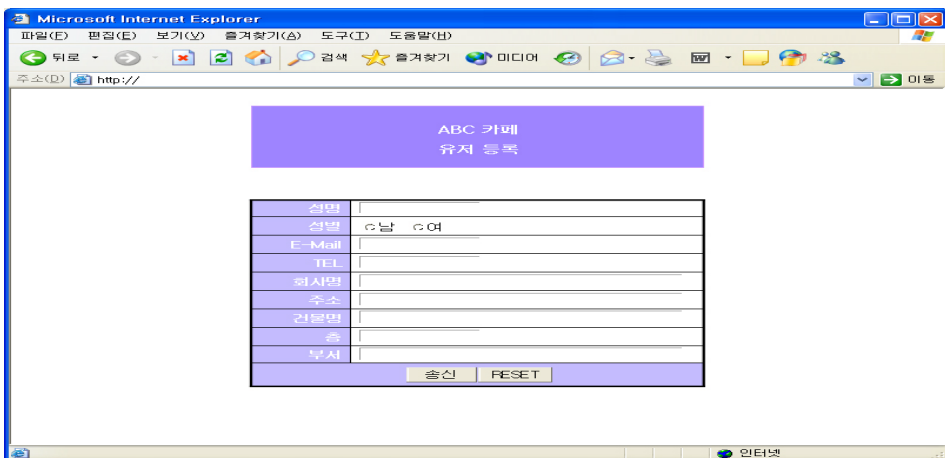 Microsoft Internet Explorer
파일(F) 편집(E) 보기(V) 즐겨찾기(A) 도구(T) 도움말(H)
뒤로 검색 즐겨찾기 미디어
주소(D) http:// 이동
ABC 카페
유저 등록
성명
성별 남 여
E-Mail
TEL
회사명
주소
건물명
층
부서
송신 RESET
인터넷